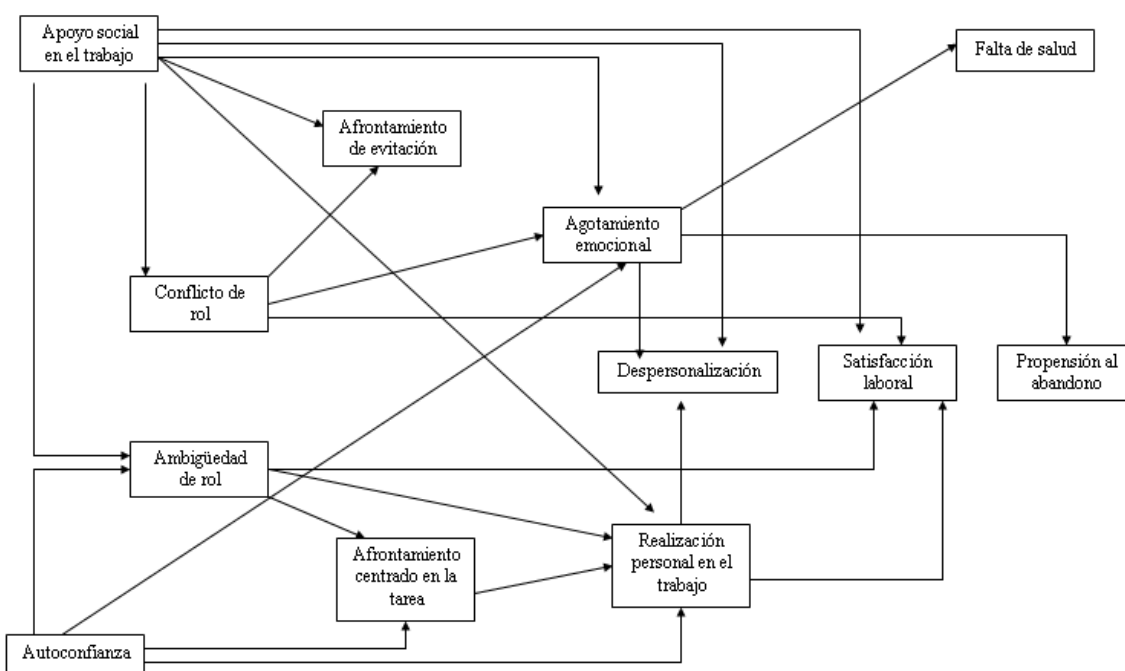 Apoyo social
en el trabajo
Falta de salud
Afrontamiento
de evitación
Agotamiento
emocional
Conflicto de
rol
Despersonalización
Satisfacción
laboral
Propensión al
abandono
Ambigüedad
de rol
Afrontamiento
centrado en la
tarea
Realización
personal en el
trabajo
Autoconfianza